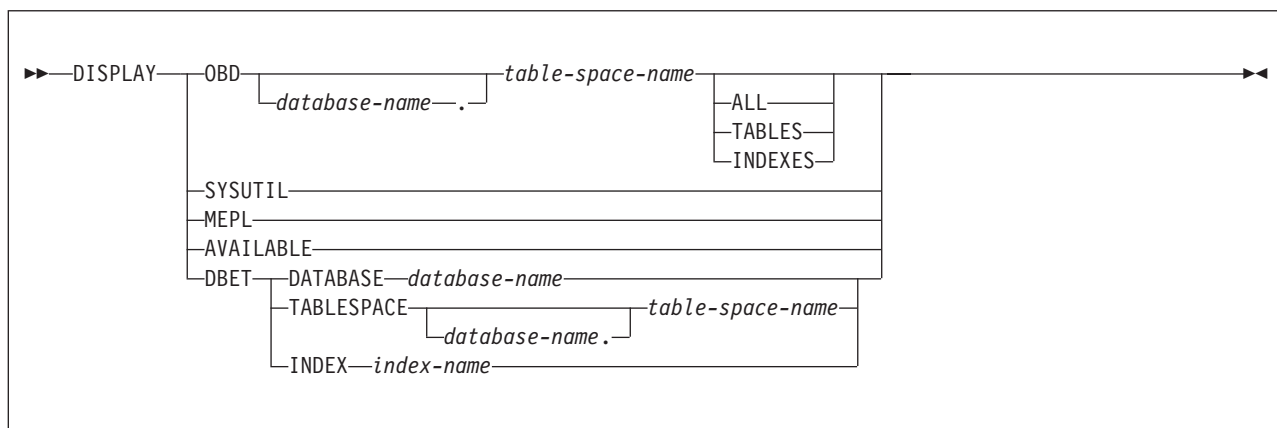 DISPLAY OBD table-space-name
database-name .
ALL
TABLES
INDEXES
SYSUTIL
MEPL
AVAILABLE
DBET DATABASE database-name
TABLESPACE table-space-name
database-name.
INDEX index-name